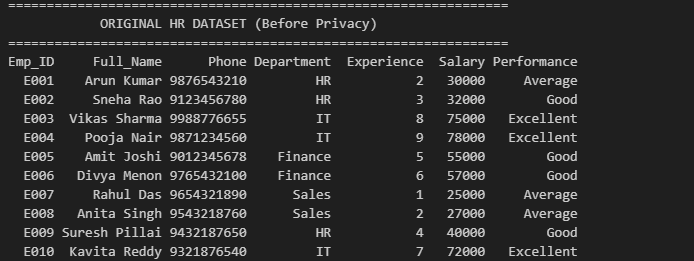 =================================================================
ORIGINAL HR DATASET (Before Privacy)
=================================================================
Emp_ID Full_Name Phone Department Experience Salary Performance
E001 Arun Kumar 9876543210 HR 2 30000 Average
E002 Sneha Rao 9123456780 HR 3 32000 Good
E003 Vikas Sharma 9988776655 IT 8 75000 Excellent
E004 Pooja Nair 9871234560 IT 9 78000 Excellent
E005 Amit Joshi 9012345678 Finance 5 55000 Good
E006 Divya Menon 9765432100 Finance 6 57000 Good
E007 Rahul Das 9654321890 Sales 1 25000 Average
E008 Anita Singh 9543218760 Sales 2 27000 Average
E009 Suresh Pillai 9432187650 HR 4 40000 Good
E010 Kavita Reddy 9321876540 IT 7 72000 Excellent